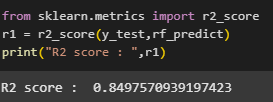 from sklearn.metrics import r2_score
r1 = r2_score(y_test,rf_predict)
print("R2 score : ",r1)
R2 score :  0.8497570939197423